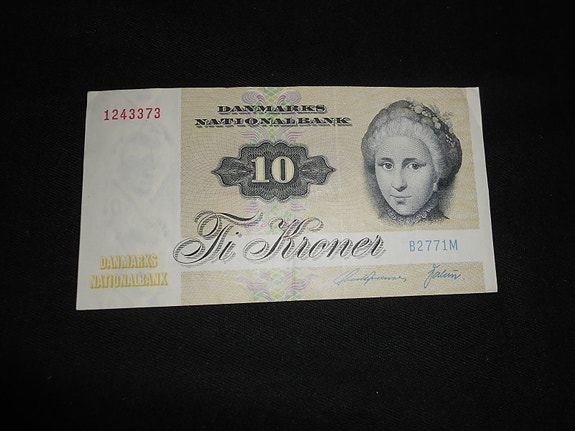 1243373
DANMARKS
NATIONALBANK
10
Ti Kroner
B2771M
DANMARKS
NATIONALBANK